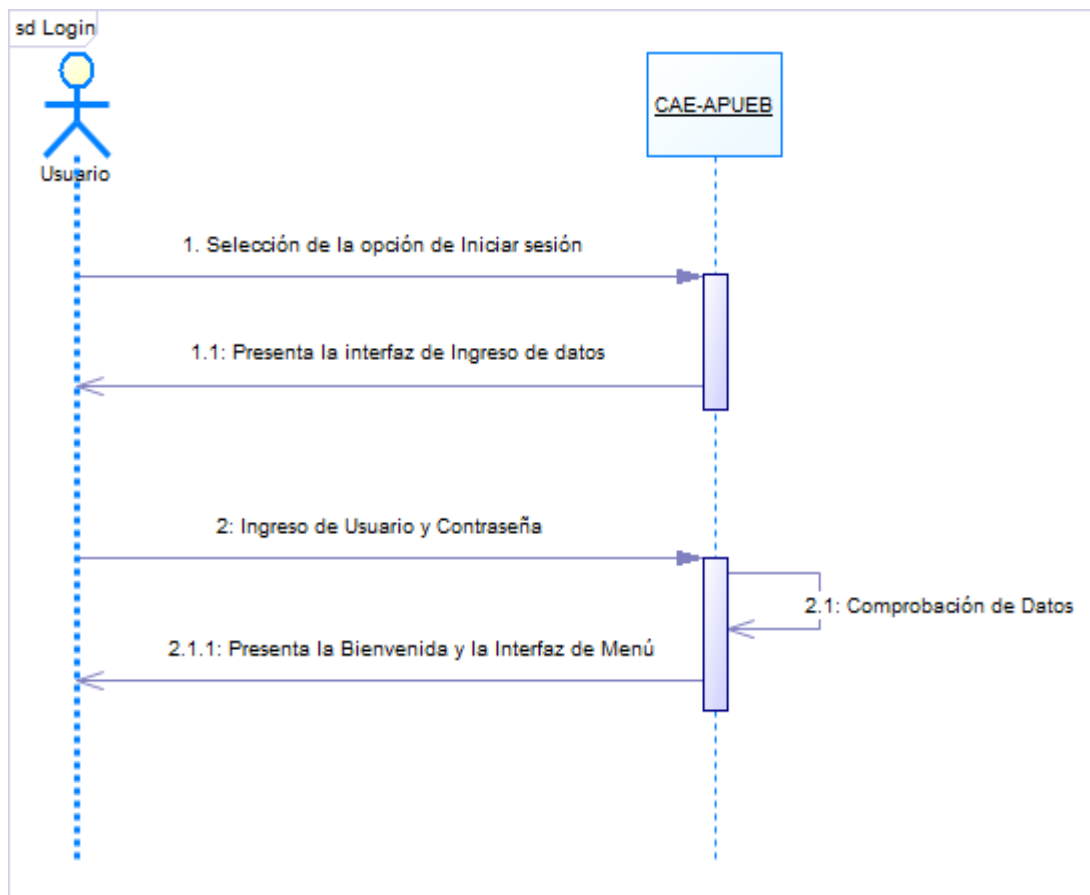 sd Login
CAE-APUEB
Usuario
1. Selección de la opción de Iniciar sesión
1.1: Presenta la interfaz de Ingreso de datos
2: Ingreso de Usuario y Contraseña
2.1: Comprobación de Datos
2.1.1: Presenta la Bienvenida y la Interfaz de Menú